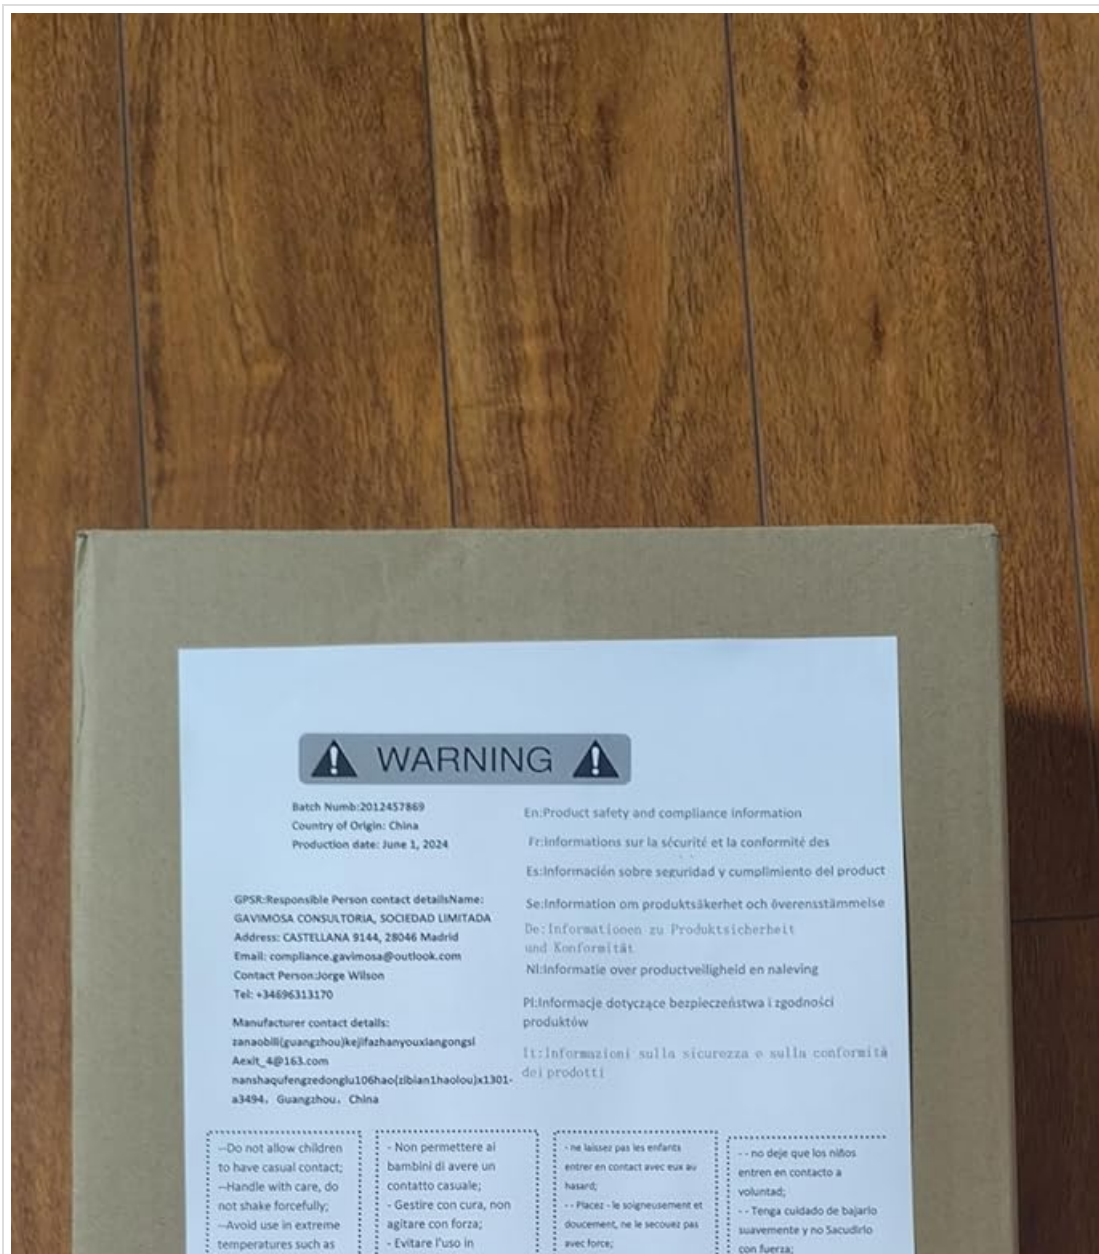 WARNING
Batch Numb:2012457869
Country of Origin: China
Production date: June 1, 2024
GPSR:Responsible Person contact detailsName:
GAVIMOSA CONSULTORIA, SOCIEDAD LIMITADA
Address: CASTELLANA 9144, 28046 Madrid
Email: compliance.gavimosa@outlook.com
Contact Person:Jorge Wilson
Tel: +34696313170
Manufacturer contact details:
zanaobili(guangzhou)kejifazhanyouxiangongsi
Aexit_4@163.com
nanshaqufengzedonglu106hao(zibian1haolou)x1301-
a3494, Guangzhou, China
En:Product safety and compliance information
Fr:Informations sur la sécurité et la conformité des
Es:Información sobre seguridad y cumplimiento del product
Se:Information om produktsäkerhet och överensstämmelse
De:Informationen zu Produktsicherheit
und Konformität
Nl:Informatie over productveiligheid en naleving
Pl:Informacje dotyczące bezpieczeństwa i zgodności
produktów
It:Informazioni sulla sicurezza e sulla conformità
dei prodotti
--Do not allow children
to have casual contact;
--Handle with care, do
not shake forcefully;
--Avoid use in extreme
temperatures such as
- Non permettere ai
bambini di avere un
contatto casuale;
- Gestire con cura, non
agitare con forza;
- Evitare l'uso in
- ne laissez pas les enfants
entrer en contact avec eux au
hasard;
- - Placez - le soigneusement et
doucement, ne le secouez pas
avec force;
- - no deje que los niños
entren en contacto a
voluntad;
- - Tenga cuidado de bajarlo
suavemente y no Sacudirlo
con fuerza;